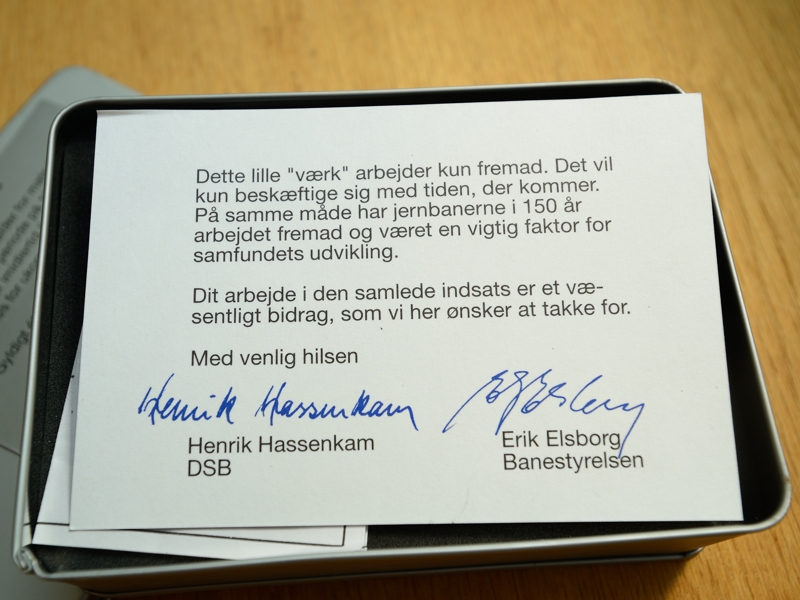 Dette lille "værk" arbejder kun fremad. Det vil
kun beskæftige sig med tiden, der kommer.
På samme måde har jernbanerne i 150 år
arbejdet fremad og været en vigtig faktor for
samfundets udvikling.
Dit arbejde i den samlede indsats er et væ-
sentligt bidrag, som vi her ønsker at takke for.
Med venlig hilsen
Henrik Hassenkam
Henrik Hassenkam
DSB
Erik Elsborg
Banestyrelsen